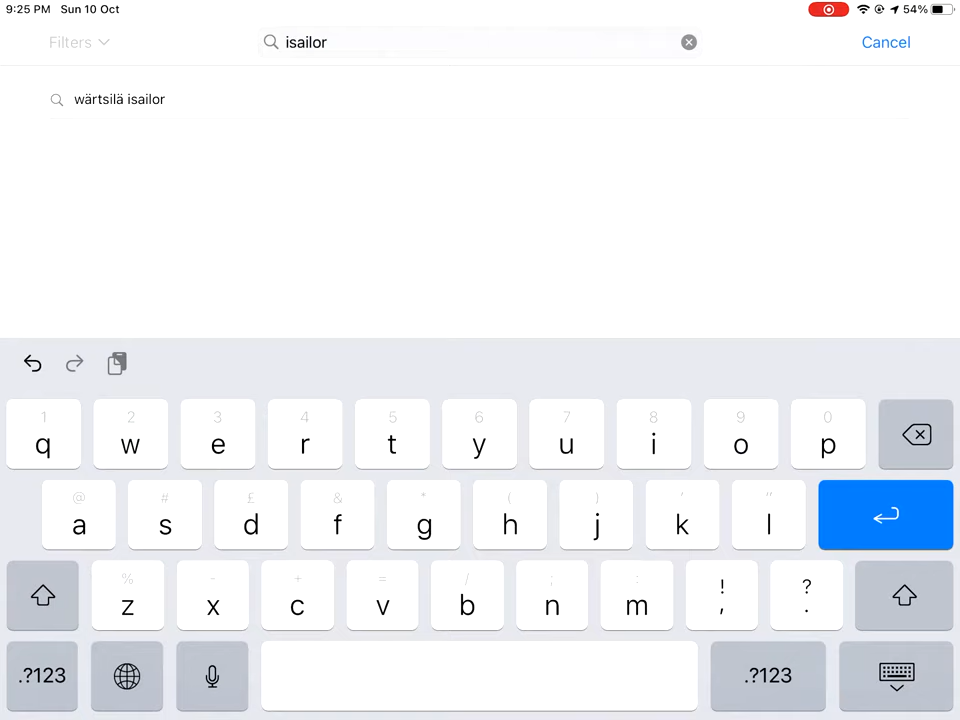 9:25 PM Sun 10 Oct 54%
Filters isailor Cancel
wärtsilä isailor
1 2 3 4 5 6 7 8 9 0
q w e r t y u i o p
@ # £ & * ( ) ' "
a s d f g h j k l
% - + = / ; : ! ?
z x c v b n m , .
.?123 .?123